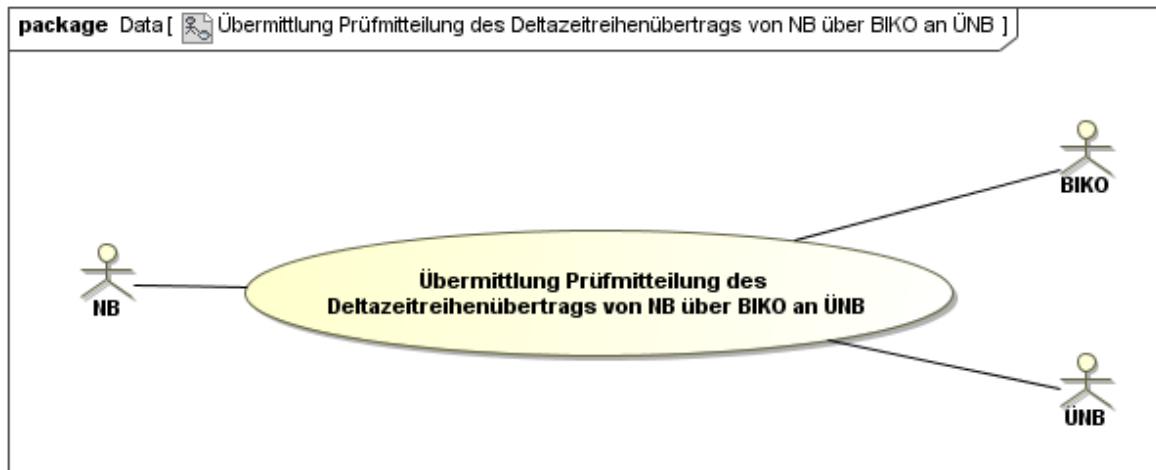 package Data [ Übermittlung Prüfmitteilung des Deltazeitreihenübertrags von NB über BIKO an ÜNB ]
BIKO
Übermittlung Prüfmitteilung des
Deltazeitreihenübertrags von NB über BIKO an ÜNB
NB
ÜNB